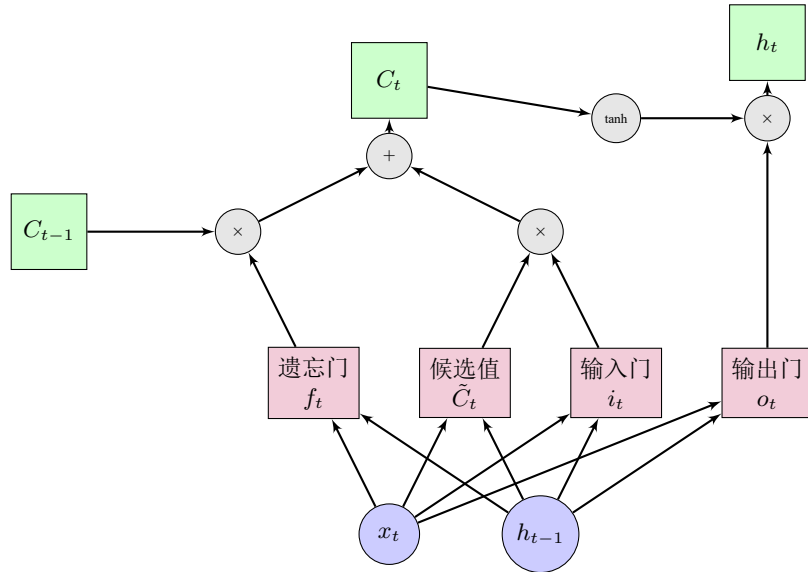 h_t
C_t
tanh
×
+
C_{t-1}
×
×
遗忘门
f_t
候选值
C̃_t
输入门
i_t
输出门
o_t
x_t
h_{t-1}